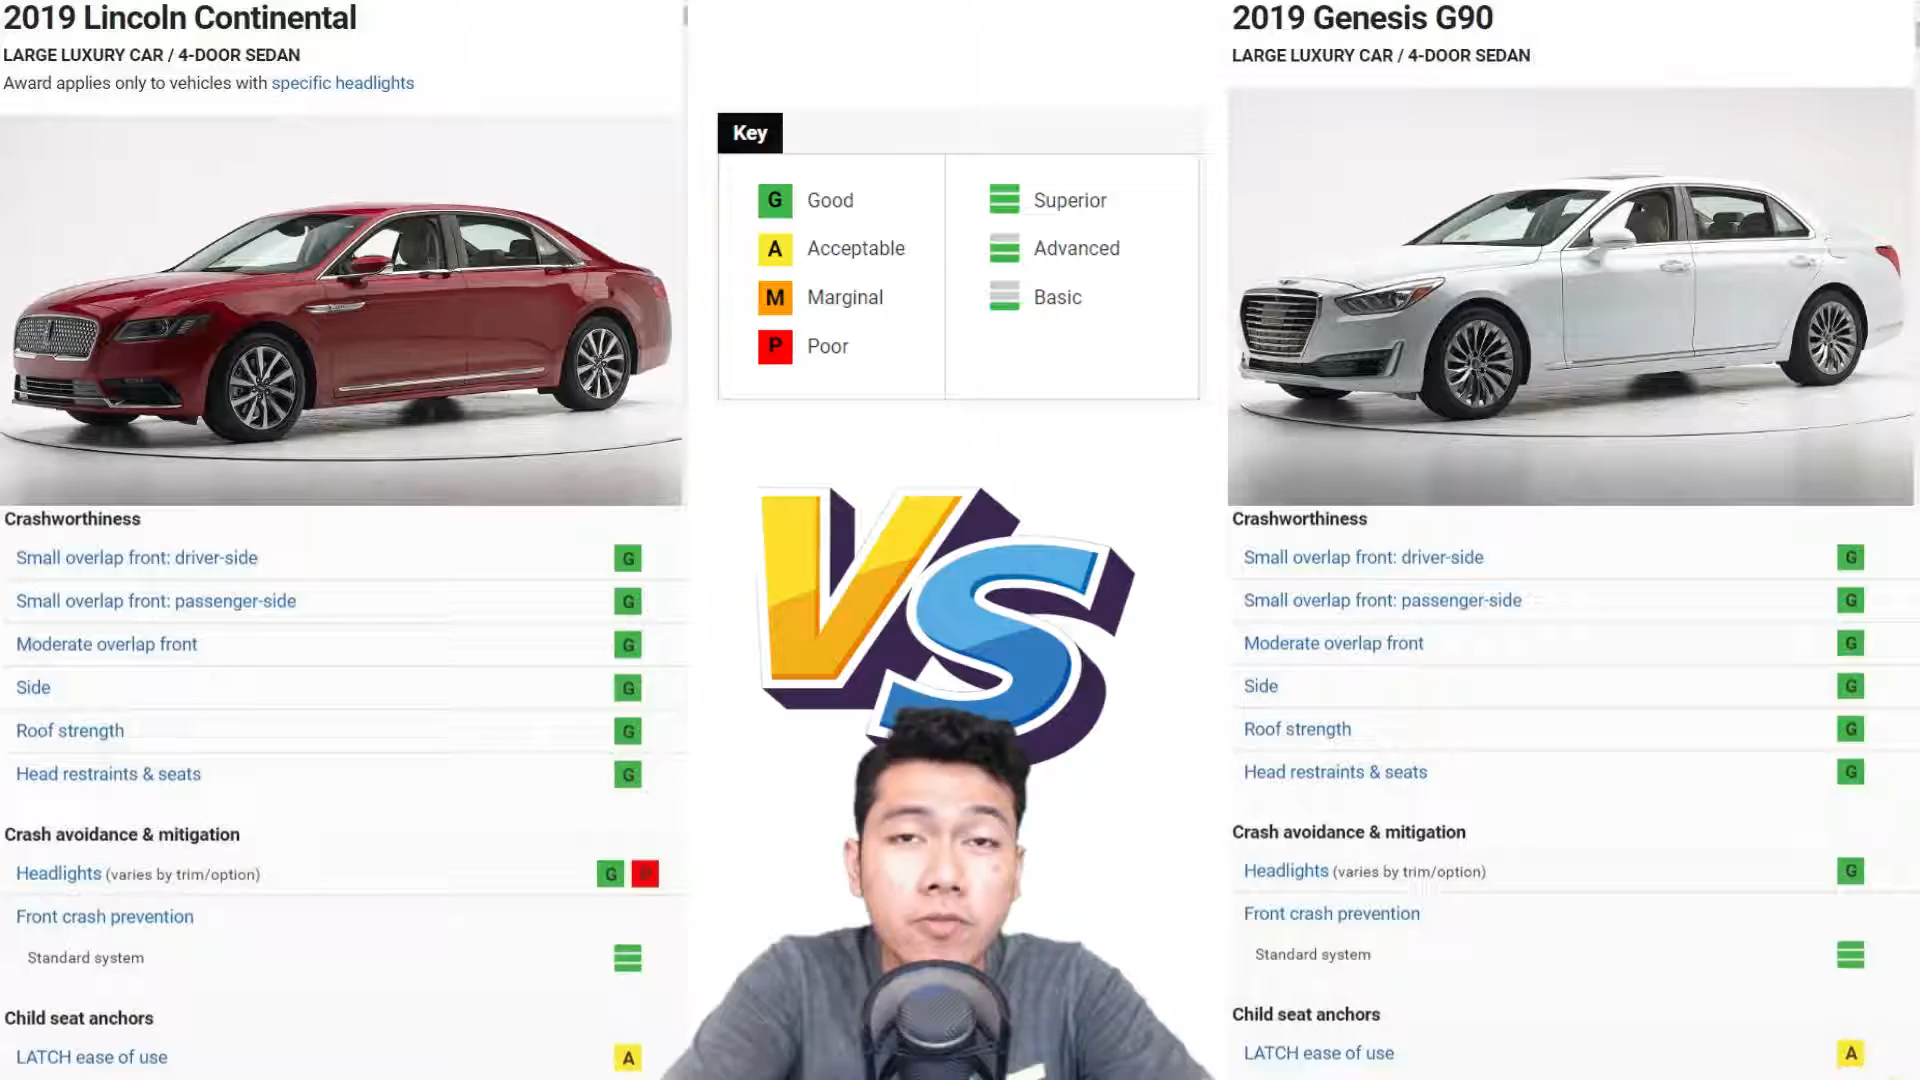 2019 Lincoln Continental
LARGE LUXURY CAR / 4-DOOR SEDAN
Award applies only to vehicles with specific headlights
Crashworthiness
Small overlap front: driver-side G
Small overlap front: passenger-side G
Moderate overlap front G
Side G
Roof strength G
Head restraints & seats G
Crash avoidance & mitigation
Headlights (varies by trim/option) G P
Front crash prevention
Standard system
Child seat anchors
LATCH ease of use A
Key
G Good
A Acceptable
M Marginal
P Poor
Superior
Advanced
Basic
VS
2019 Genesis G90
LARGE LUXURY CAR / 4-DOOR SEDAN
Crashworthiness
Small overlap front: driver-side G
Small overlap front: passenger-side G
Moderate overlap front G
Side G
Roof strength G
Head restraints & seats G
Crash avoidance & mitigation
Headlights (varies by trim/option) G
Front crash prevention
Standard system
Child seat anchors
LATCH ease of use A